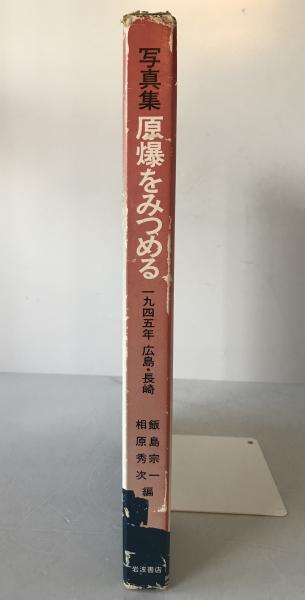 写真集
原爆をみつめる
一九四五年 広島・長崎
飯島宗一
相原秀次 編
岩波書店